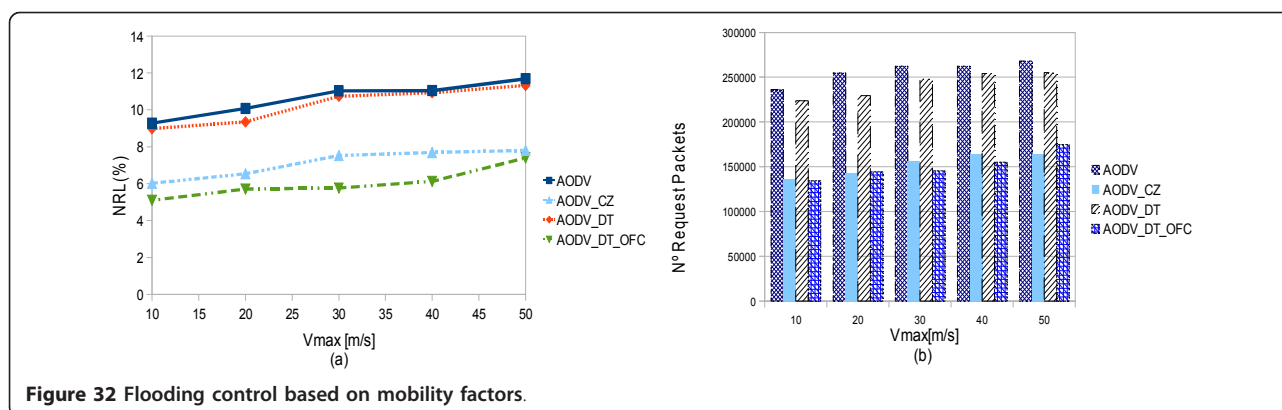 14
12
10
8
6
4
2
0
NRL (%)
10 15 20 25 30 35 40 45 50
Vmax [m/s]
(a)
AODV
AODV_CZ
AODV_DT
AODV_DT_OFC
300000
250000
200000
150000
100000
50000
0
Nº Request Packets
10 20 30 40 50
Vmax[m/s]
(b)
AODV
AODV_CZ
AODV_DT
AODV_DT_OFC
Figure 32 Flooding control based on mobility factors.